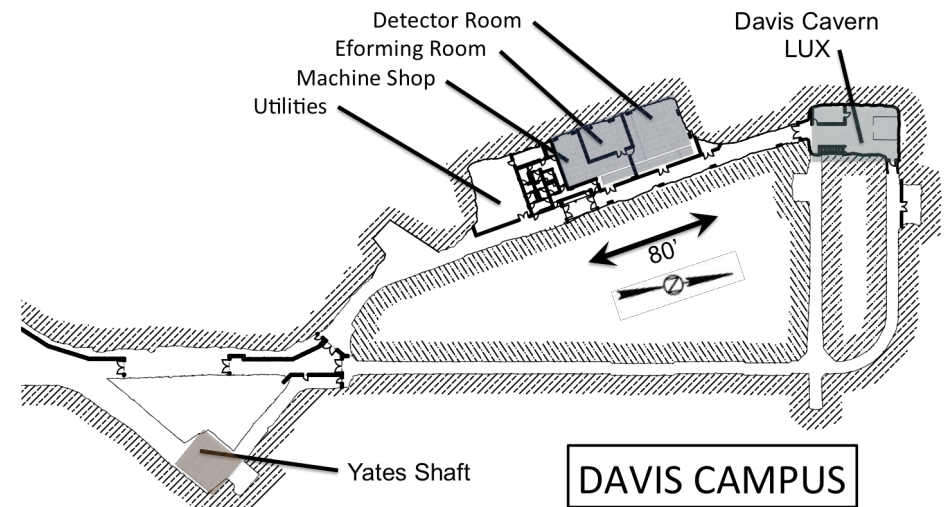 Detector Room
Eforming Room
Machine Shop
Utilities
Davis Cavern
LUX
80'
N
Yates Shaft
DAVIS CAMPUS